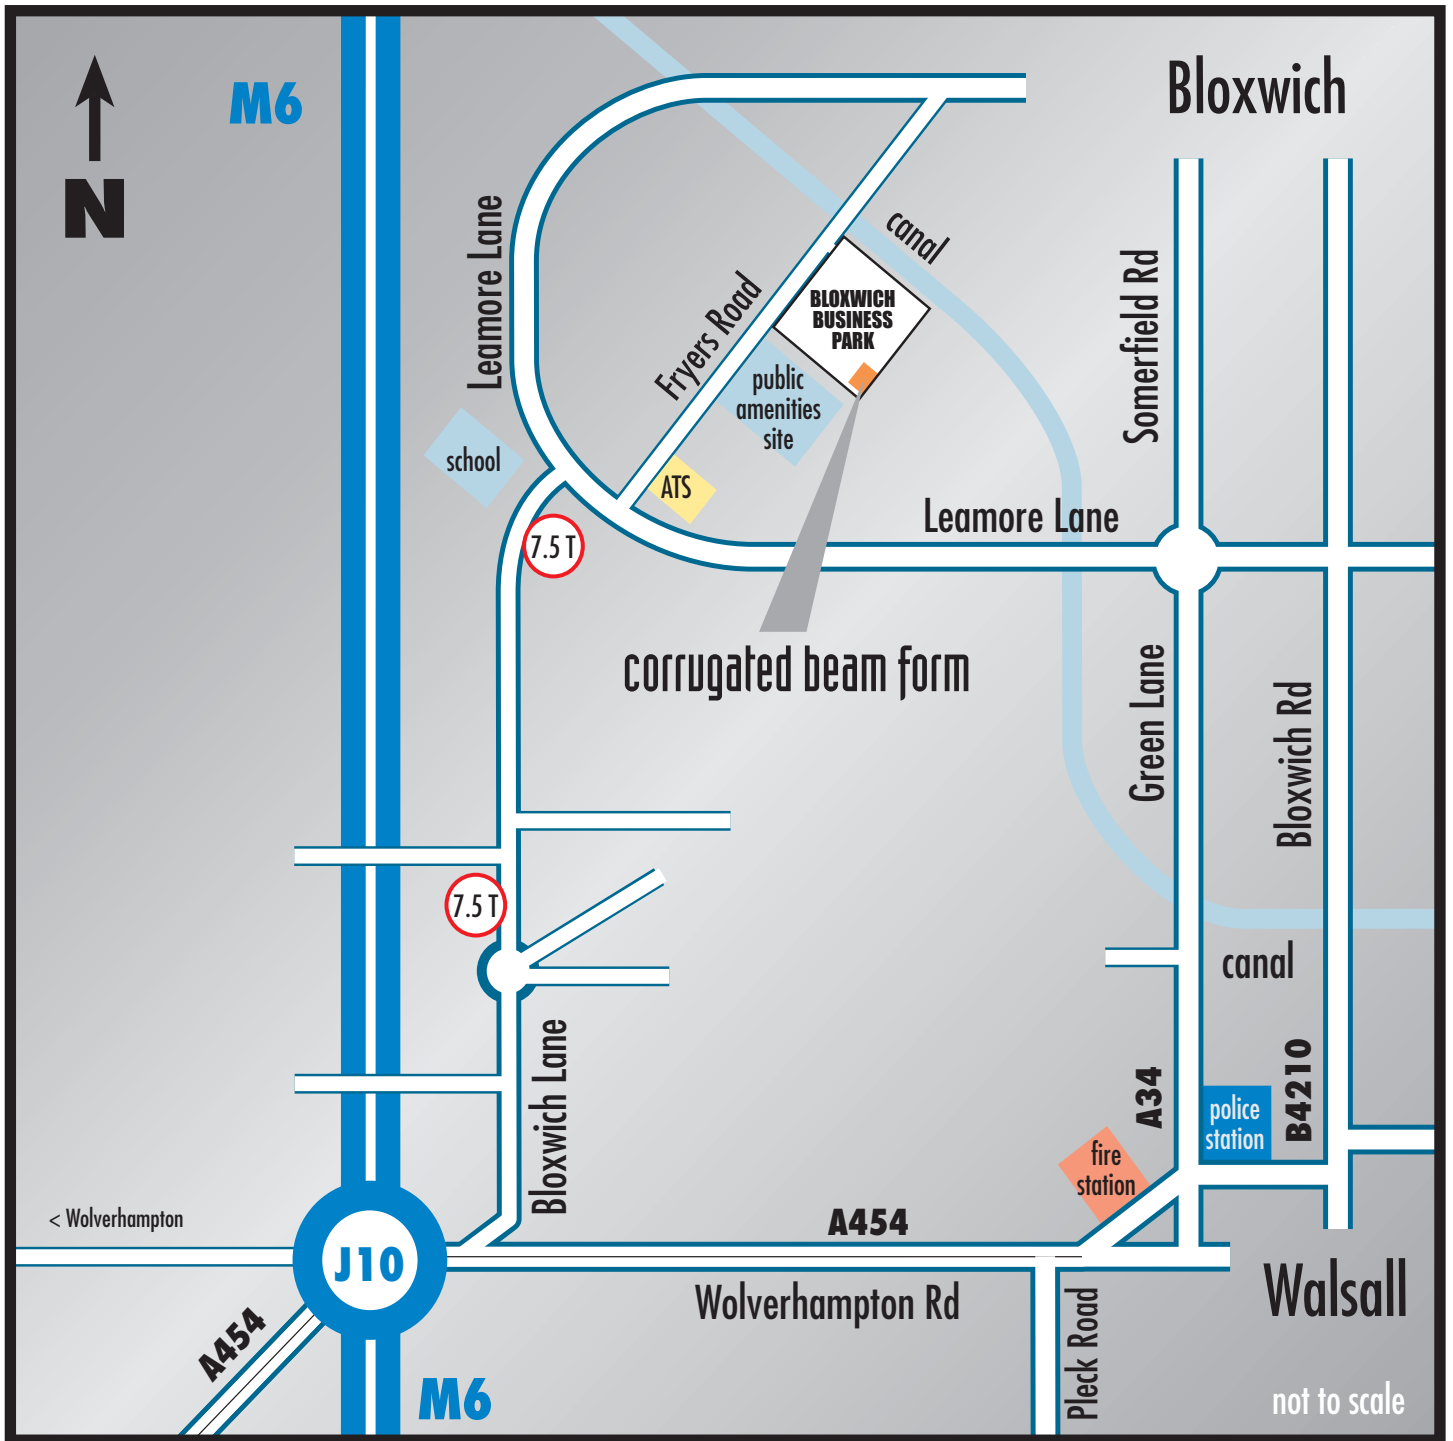 M6
Bloxwich
N
Leamore Lane
canal
Somerfield Rd
Fryers Road
BLOXWICH
BUSINESS
PARK
public
amenities
site
school
ATS
Leamore Lane
7.5 T
corrugated beam form
Green Lane
Bloxwich Rd
7.5 T
canal
Bloxwich Lane
A34
B4210
police
station
fire
station
< Wolverhampton
A454
J10
Wolverhampton Rd
Walsall
A454
Pleck Road
M6
not to scale